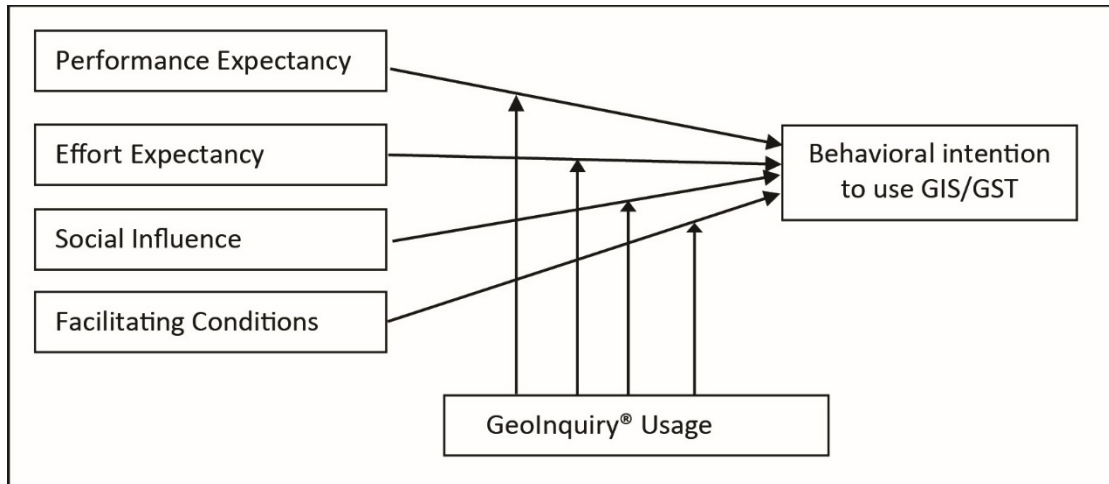 Performance Expectancy
Effort Expectancy
Social Influence
Facilitating Conditions
Behavioral intention
to use GIS/GST
GeoInquiry® Usage